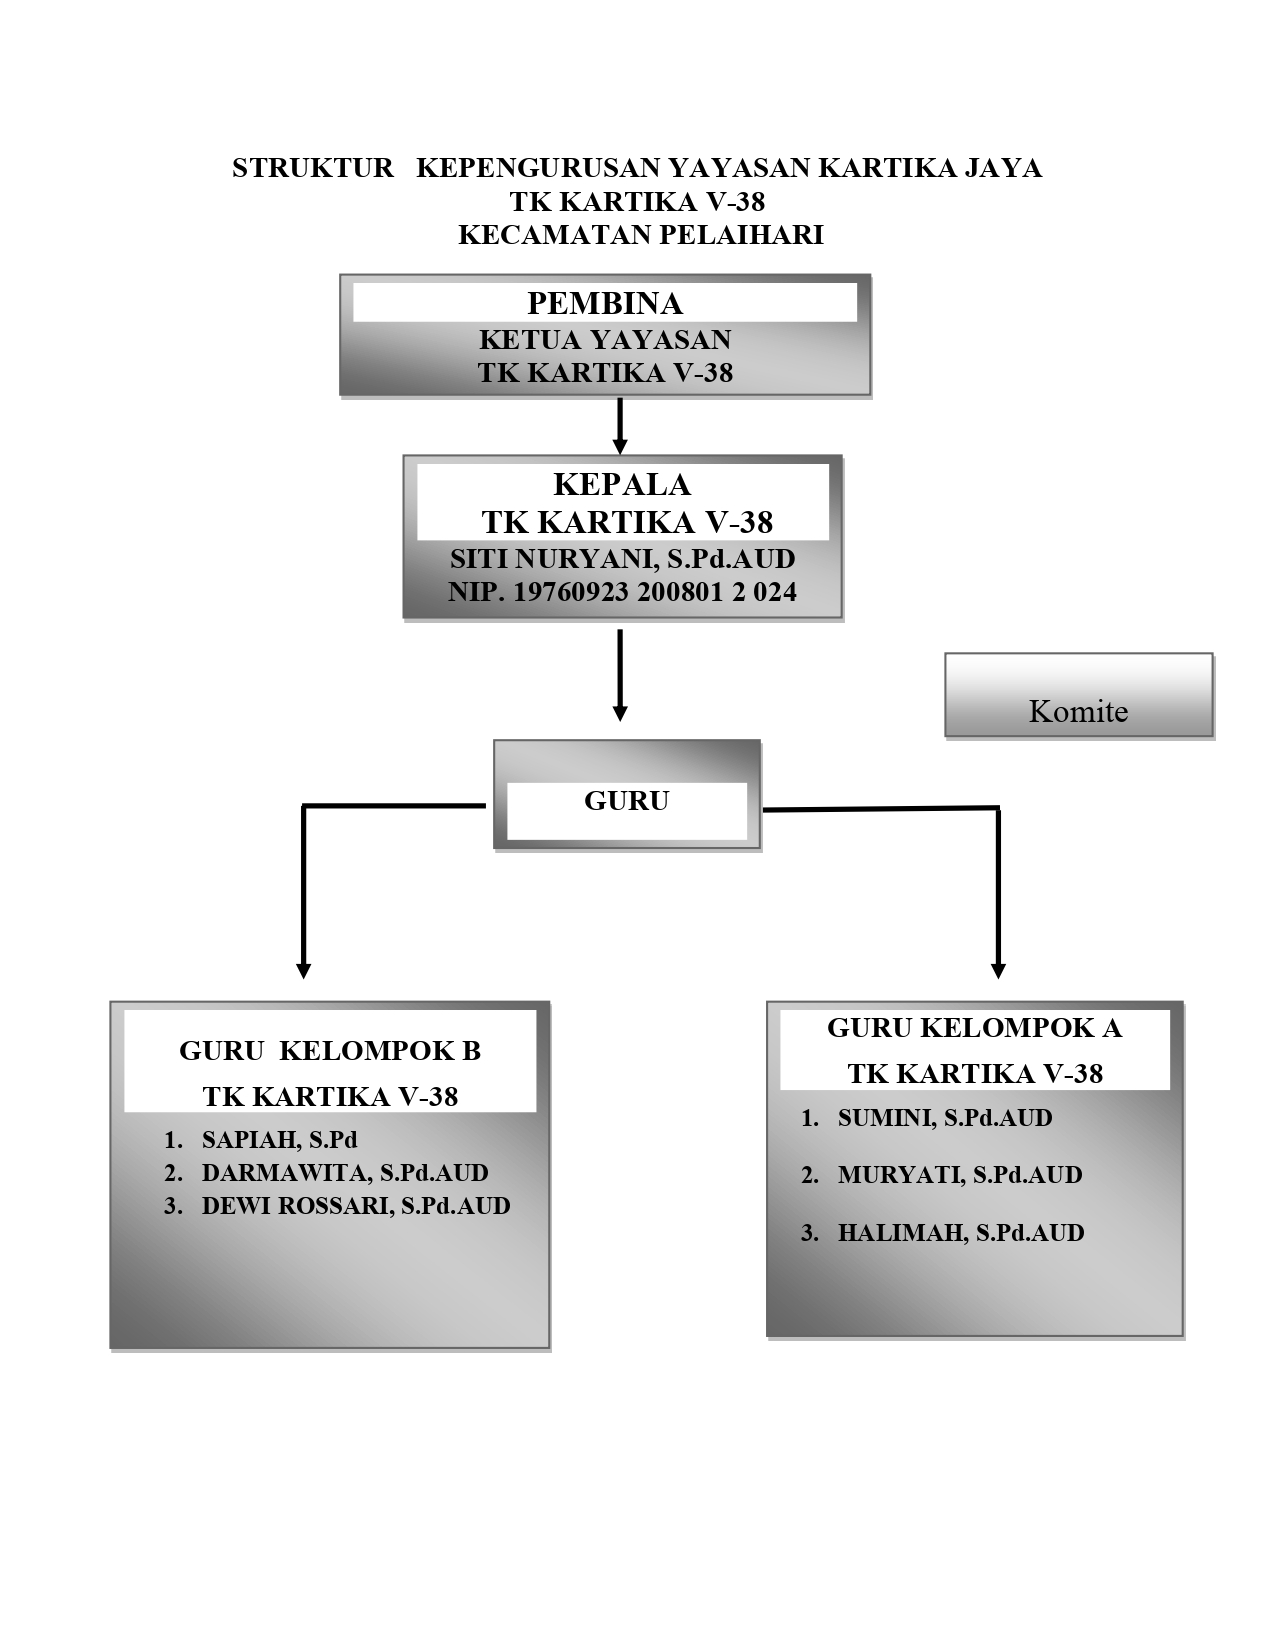 STRUKTUR KEPENGURUSAN YAYASAN KARTIKA JAYA
TK KARTIKA V-38
KECAMATAN PELAIHARI
PEMBINA
KETUA YAYASAN
TK KARTIKA V-38
KEPALA
TK KARTIKA V-38
SITI NURYANI, S.Pd.AUD
NIP. 19760923 200801 2 024
Komite
GURU
GURU KELOMPOK B
TK KARTIKA V-38
1. SAPIAH, S.Pd
2. DARMAWITA, S.Pd.AUD
3. DEWI ROSSARI, S.Pd.AUD
GURU KELOMPOK A
TK KARTIKA V-38
1. SUMINI, S.Pd.AUD
2. MURYATI, S.Pd.AUD
3. HALIMAH, S.Pd.AUD